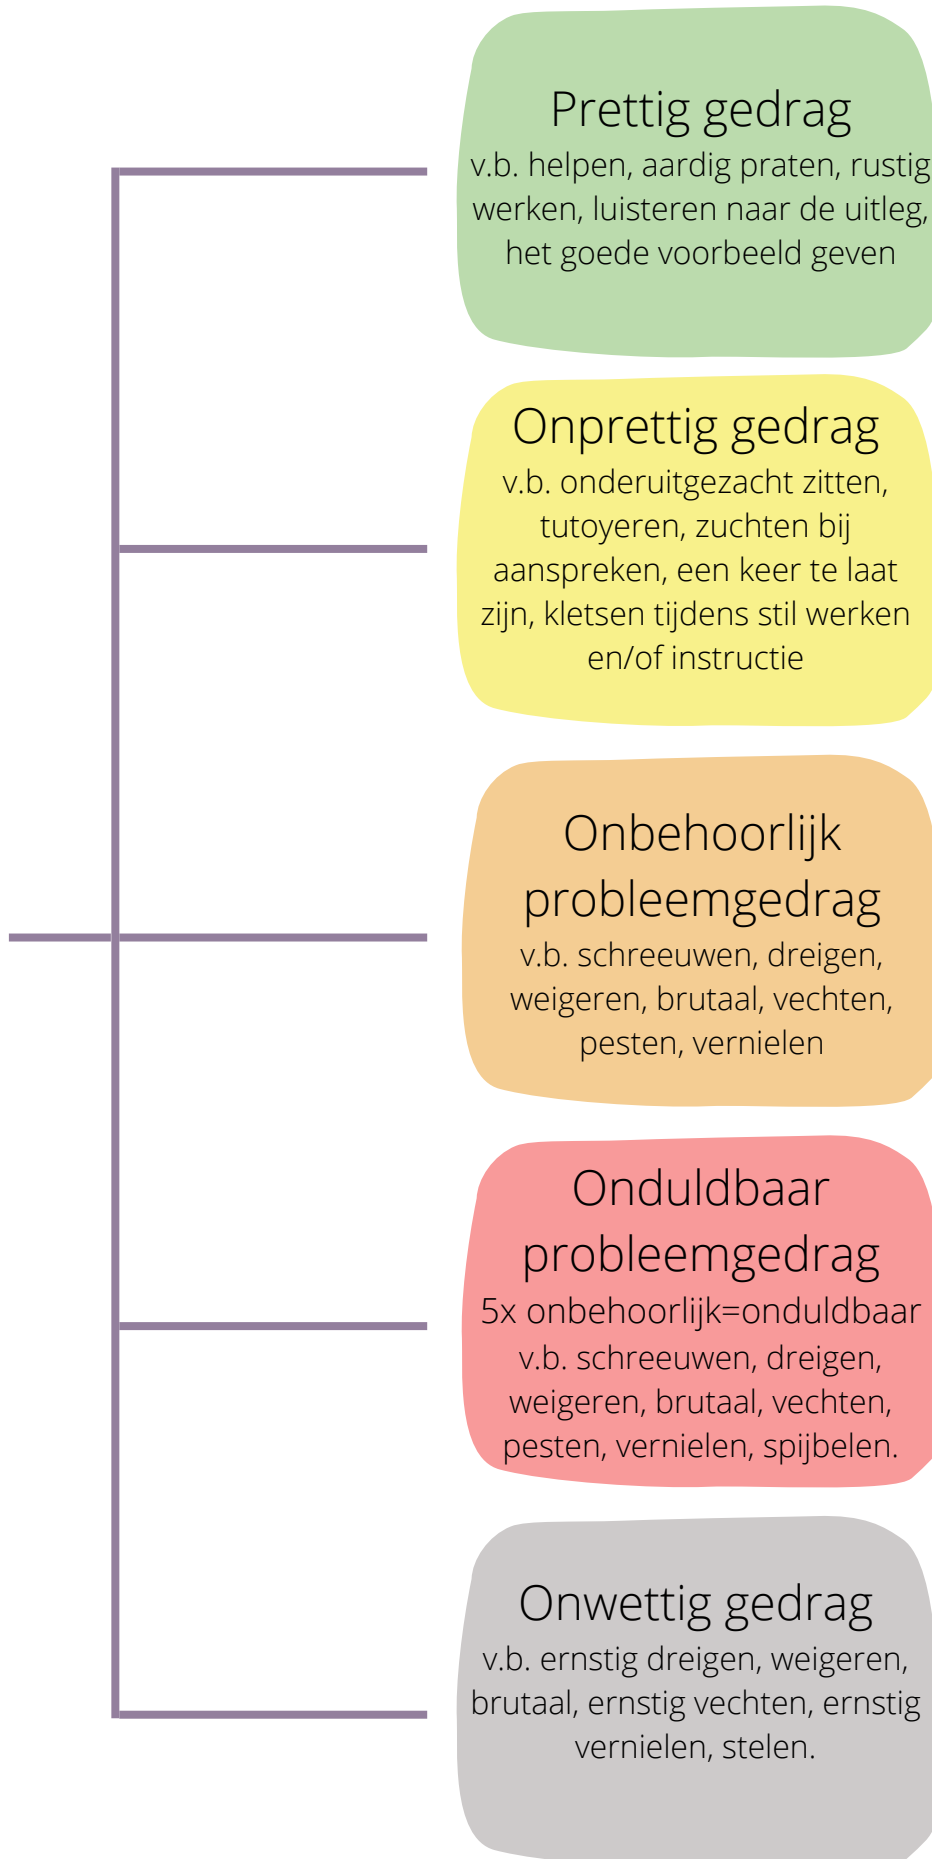 Prettig gedrag
v.b. helpen, aardig praten, rustig
werken, luisteren naar de uitleg,
het goede voorbeeld geven
Onprettig gedrag
v.b. onderuitgezacht zitten,
tutoyeren, zuchten bij
aanspreken, een keer te laat
zijn, kletsen tijdens stil werken
en/of instructie
Onbehoorlijk
probleemgedrag
v.b. schreeuwen, dreigen,
weigeren, brutaal, vechten,
pesten, vernielen
Onduldbaar
probleemgedrag
5x onbehoorlijk=onduldbaar
v.b. schreeuwen, dreigen,
weigeren, brutaal, vechten,
pesten, vernielen, spijbelen.
Onwettig gedrag
v.b. ernstig dreigen, weigeren,
brutaal, ernstig vechten, ernstig
vernielen, stelen.